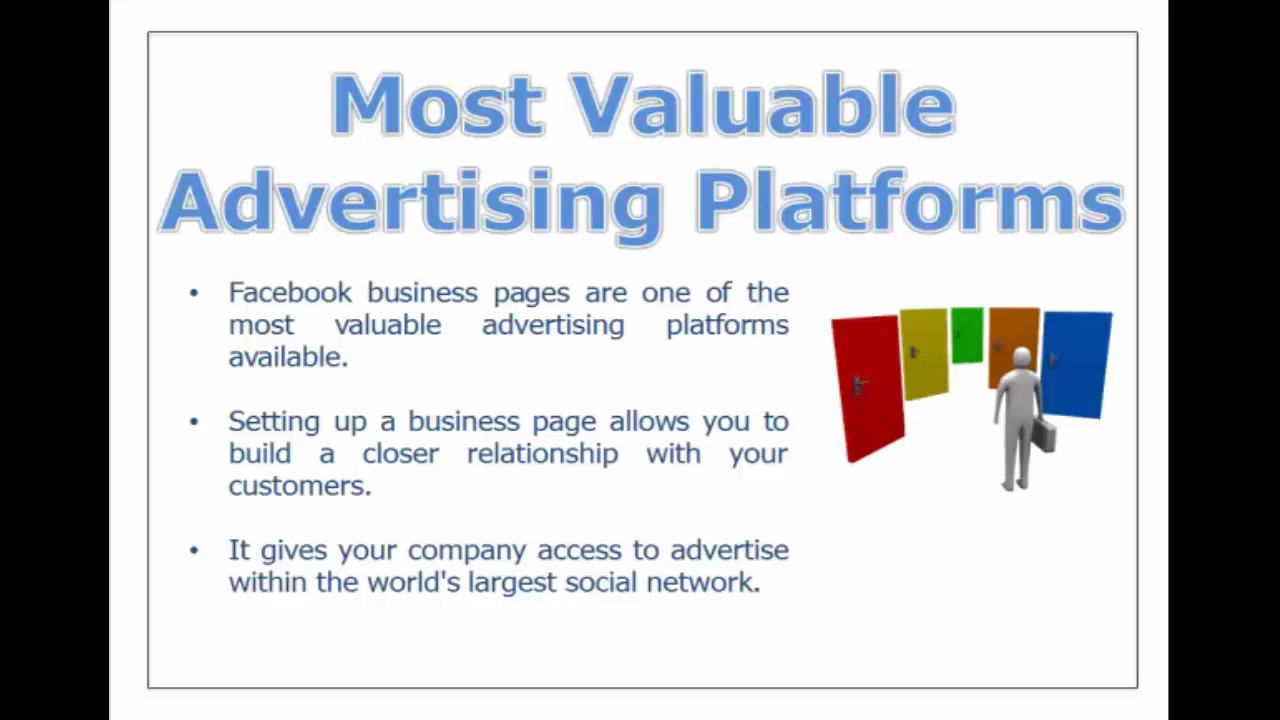 Most Valuable
Advertising Platforms
• Facebook business pages are one of the
most valuable advertising platforms
available.
• Setting up a business page allows you to
build a closer relationship with your
customers.
• It gives your company access to advertise
within the world's largest social network.